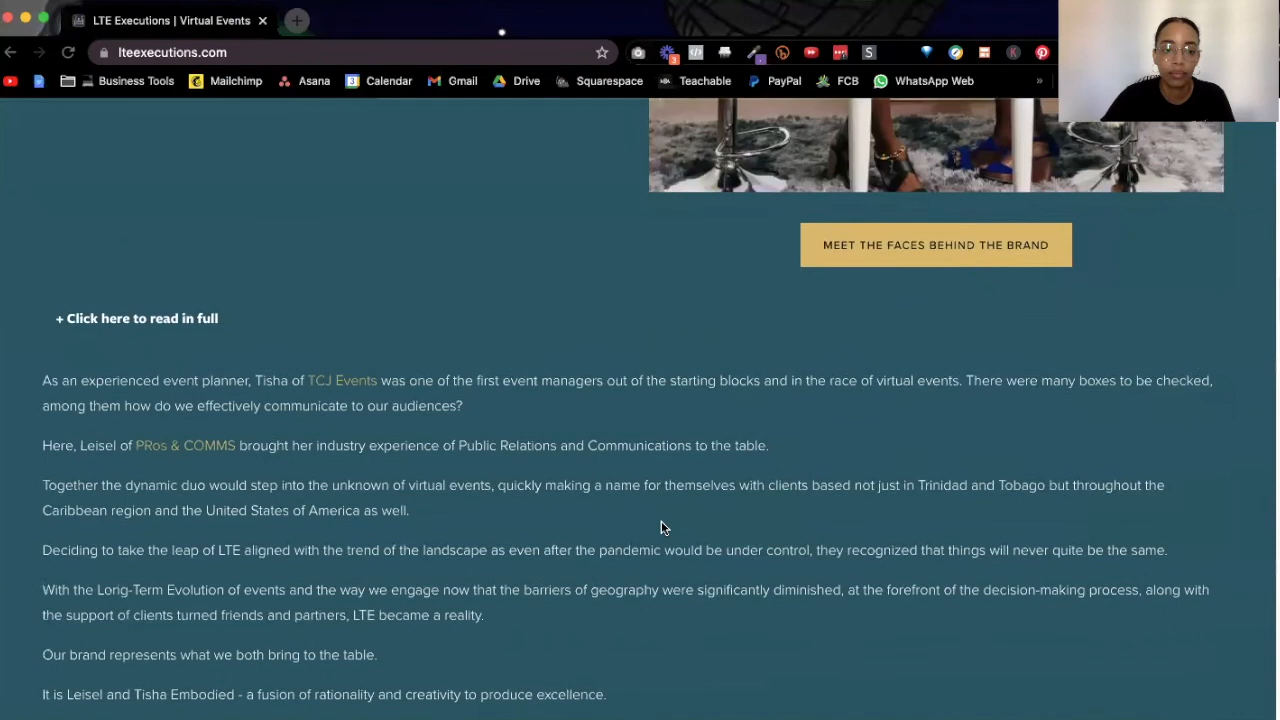 LTE Executions | Virtual Events
lteexecutions.com
3
S
K
Business Tools
Mailchimp
Asana
3 Calendar
Gmail
Drive
Squarespace
Teachable
PayPal
FCB
WhatsApp Web
»
MEET THE FACES BEHIND THE BRAND
+ Click here to read in full
As an experienced event planner, Tisha of TCJ Events was one of the first event managers out of the starting blocks and in the race of virtual events. There were many boxes to be checked,
among them how do we effectively communicate to our audiences?
Here, Leisel of PRos & COMMS brought her industry experience of Public Relations and Communications to the table.
Together the dynamic duo would step into the unknown of virtual events, quickly making a name for themselves with clients based not just in Trinidad and Tobago but throughout the
Caribbean region and the United States of America as well.
Deciding to take the leap of LTE aligned with the trend of the landscape as even after the pandemic would be under control, they recognized that things will never quite be the same.
With the Long-Term Evolution of events and the way we engage now that the barriers of geography were significantly diminished, at the forefront of the decision-making process, along with
the support of clients turned friends and partners, LTE became a reality.
Our brand represents what we both bring to the table.
It is Leisel and Tisha Embodied - a fusion of rationality and creativity to produce excellence.